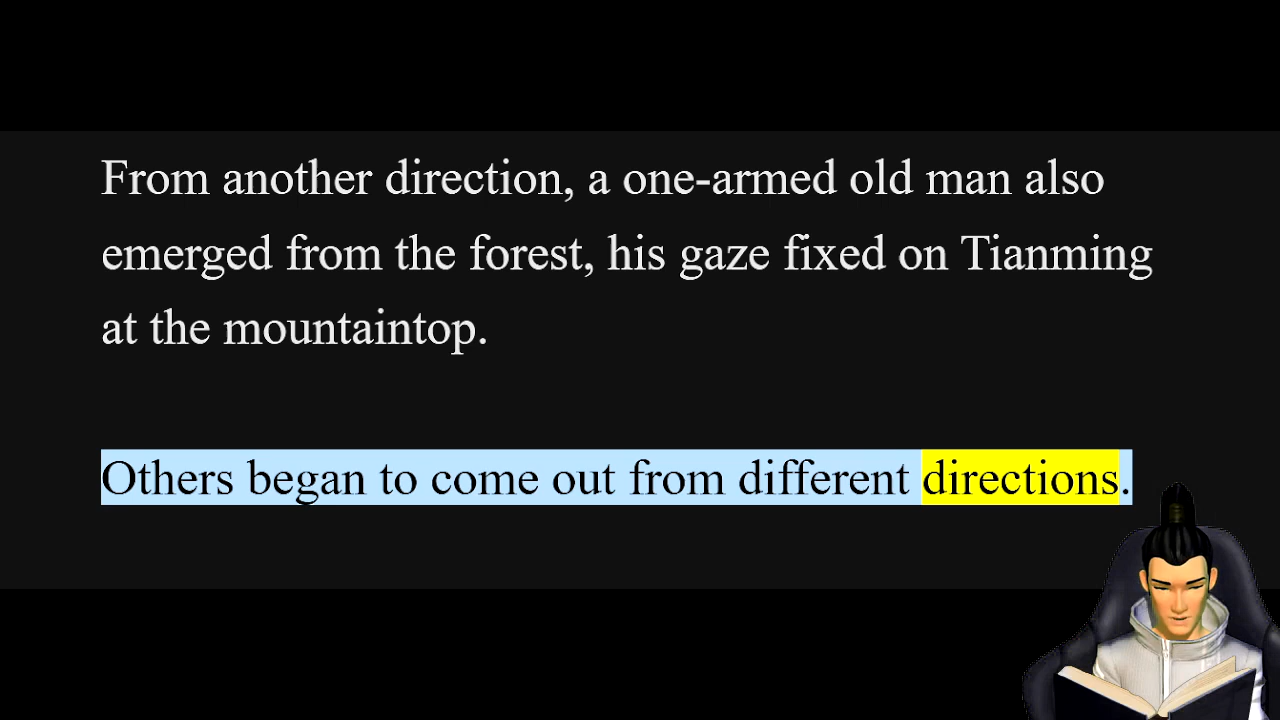 From another direction, a one-armed old man also
emerged from the forest, his gaze fixed on Tianming
at the mountaintop.
Others began to come out from different directions.